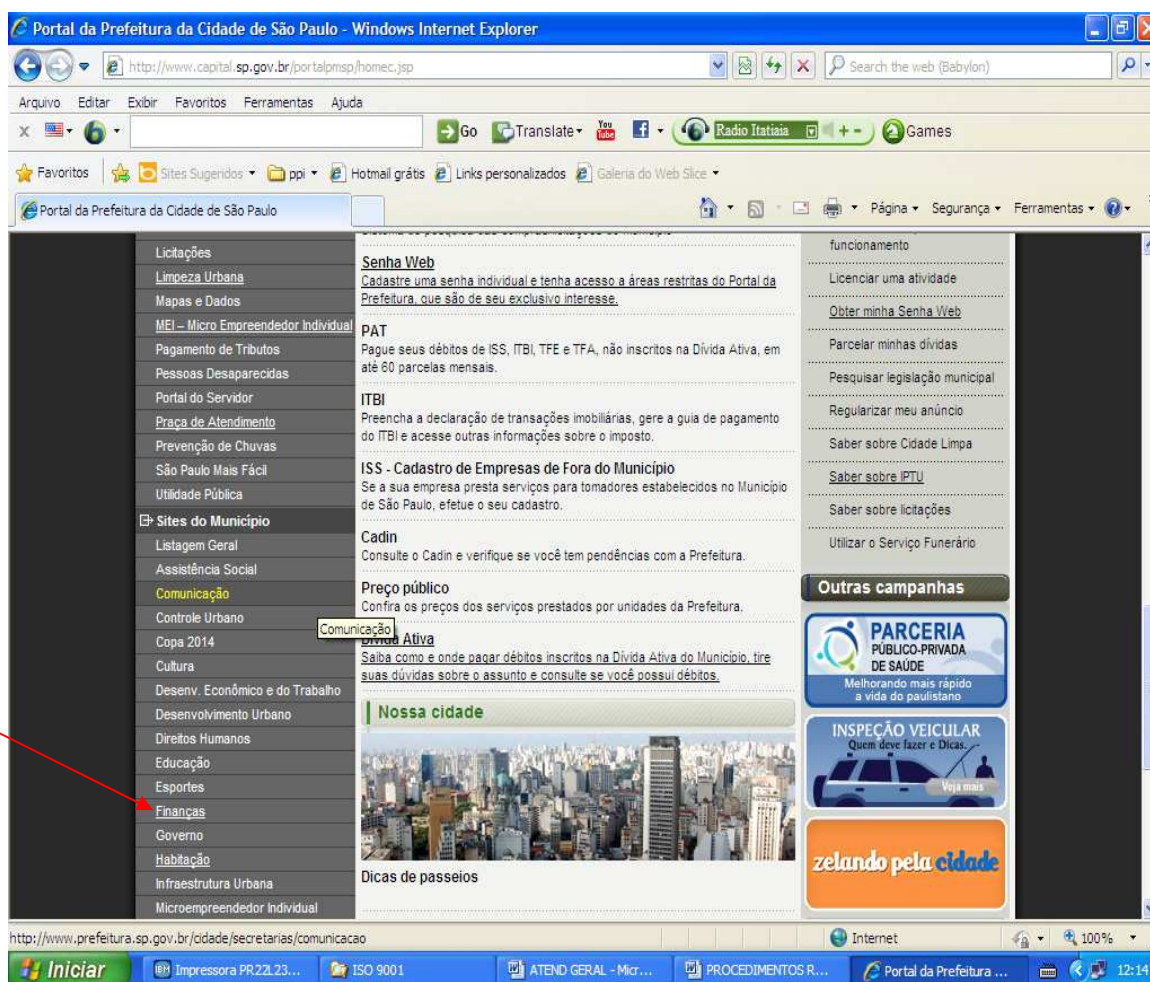 Portal da Prefeitura da Cidade de São Paulo - Windows Internet Explorer
http://www.capital.sp.gov.br/portalpmsp/homec.jsp
Search the web (Babylon)
Arquivo Editar Exibir Favoritos Ferramentas Ajuda
x Go Translate You Tube Radio Itatiaia + - Games
Favoritos Sites Sugeridos ppi Hotmail grátis Links personalizados Galeria do Web Slice
Portal da Prefeitura da Cidade de São Paulo
Página Segurança Ferramentas
Licitações
Limpeza Urbana
Mapas e Dados
MEI – Micro Empreendedor Individual
Pagamento de Tributos
Pessoas Desaparecidas
Portal do Servidor
Praça de Atendimento
Prevenção de Chuvas
São Paulo Mais Fácil
Utilidade Pública
Sites do Município
Listagem Geral
Assistência Social
Comunicação
Controle Urbano
Copa 2014
Cultura
Desenv. Econômico e do Trabalho
Desenvolvimento Urbano
Direitos Humanos
Educação
Esportes
Finanças
Governo
Habitação
Infraestrutura Urbana
Microempreendedor Individual
Comunicação
Senha Web
Cadastre uma senha individual e tenha acesso a áreas restritas do Portal da
Prefeitura, que são de seu exclusivo interesse.
PAT
Pague seus débitos de ISS, ITBI, TFE e TFA, não inscritos na Dívida Ativa, em
até 60 parcelas mensais.
ITBI
Preencha a declaração de transações imobiliárias, gere a guia de pagamento
do ITBI e acesse outras informações sobre o imposto.
ISS - Cadastro de Empresas de Fora do Município
Se a sua empresa presta serviços para tomadores estabelecidos no Município
de São Paulo, efetue o seu cadastro.
Cadin
Consulte o Cadin e verifique se você tem pendências com a Prefeitura.
Preço público
Confira os preços dos serviços prestados por unidades da Prefeitura.
Dívida Ativa
Saiba como e onde pagar débitos inscritos na Dívida Ativa do Município, tire
suas dúvidas sobre o assunto e consulte se você possui débitos.
Nossa cidade
Dicas de passeios
funcionamento
Licenciar uma atividade
Obter minha Senha Web
Parcelar minhas dívidas
Pesquisar legislação municipal
Regularizar meu anúncio
Saber sobre Cidade Limpa
Saber sobre IPTU
Saber sobre licitações
Utilizar o Serviço Funerário
Outras campanhas
PARCERIA
PÚBLICO-PRIVADA
DE SAÚDE
Melhorando mais rápido
a vida do paulistano
INSPEÇÃO VEICULAR
Quem deve fazer e Dicas.
Veja mais
zelando pela cidade
http://www.prefeitura.sp.gov.br/cidade/secretarias/comunicacao
Internet
100%
Iniciar
Impressora PR22L23...
ISO 9001
ATEND GERAL - Micr...
PROCEDIMENTOS R...
Portal da Prefeitura ...
12:14